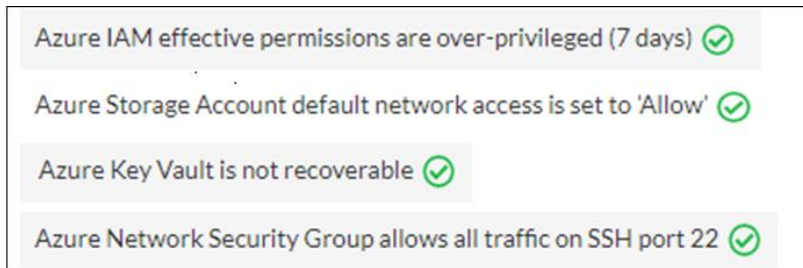 Azure IAM effective permissions are over-privileged (7 days)
Azure Storage Account default network access is set to 'Allow'
Azure Key Vault is not recoverable
Azure Network Security Group allows all traffic on SSH port 22